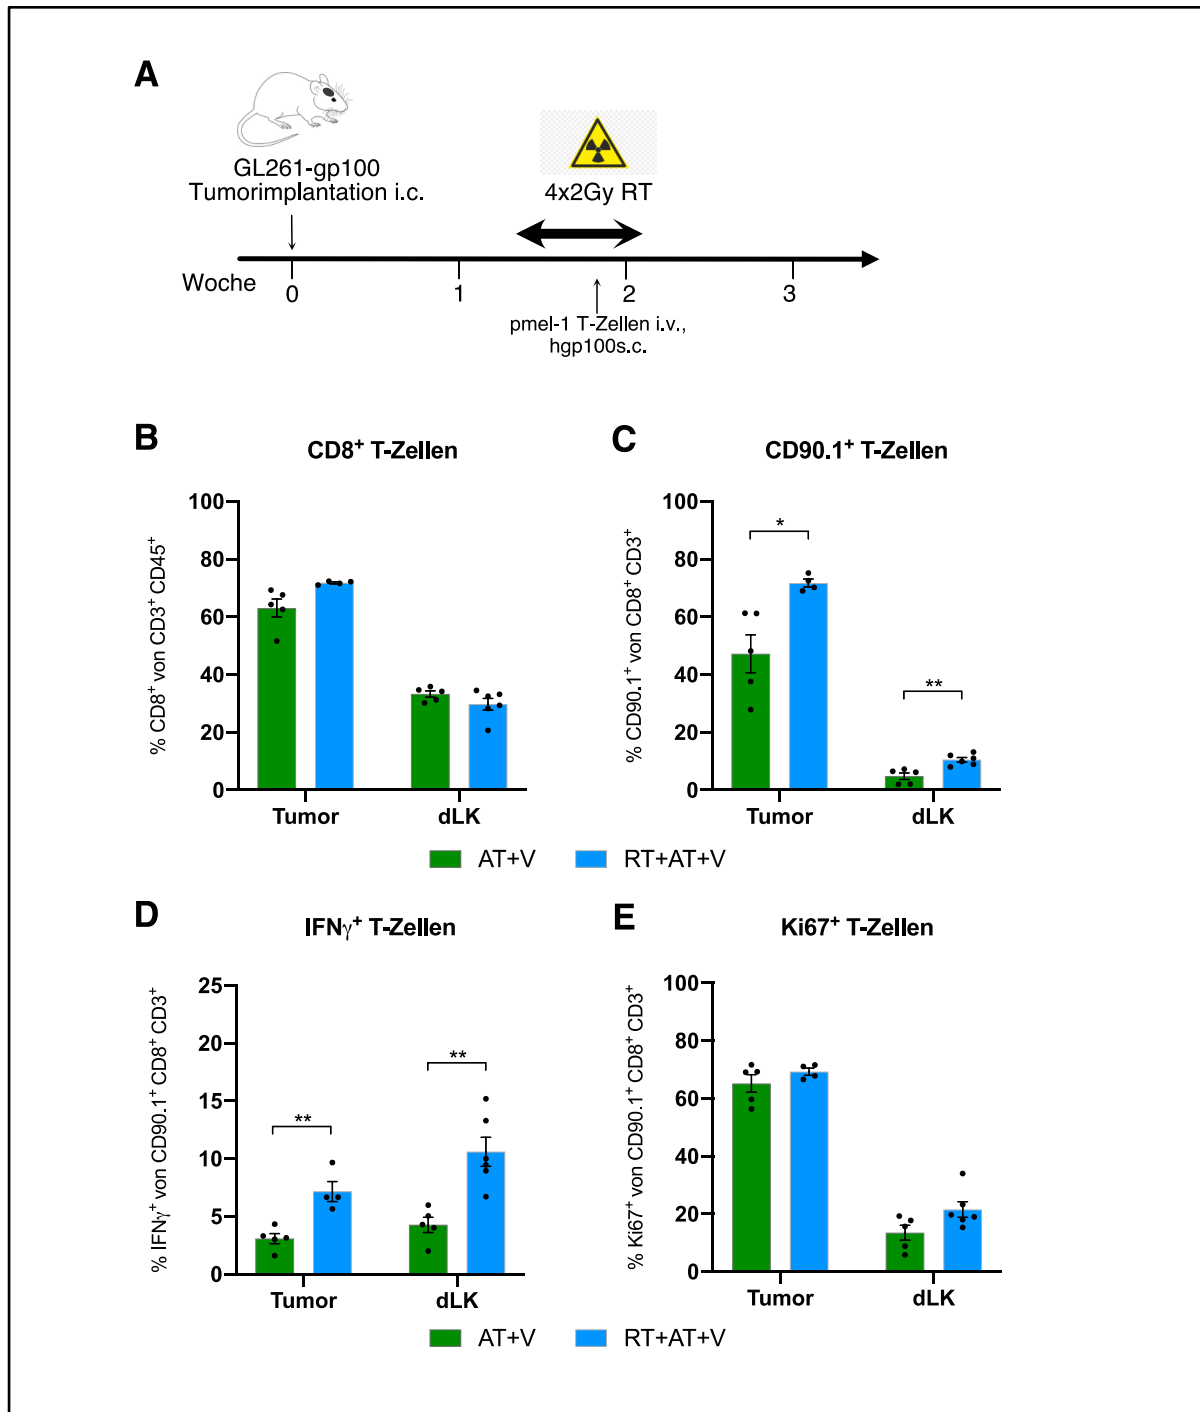 A
GL261-gp100
Tumorimplantation i.c.
4x2Gy RT
Woche
0
1
2
3
pmel-1 T-Zellen i.v.,
hgp100s.c.
B
CD8⁺ T-Zellen
% CD8⁺ von CD3⁺ CD45⁺
100
80
60
40
20
0
Tumor
dLK
C
CD90.1⁺ T-Zellen
% CD90.1⁺ von CD8⁺ CD3⁺
100
80
60
40
20
0
*
**
Tumor
dLK
AT+V
RT+AT+V
D
IFNγ⁺ T-Zellen
% IFNγ⁺ von CD90.1⁺ CD8⁺ CD3⁺
25
20
15
10
5
0
**
**
Tumor
dLK
E
Ki67⁺ T-Zellen
% Ki67⁺ von CD90.1⁺ CD8⁺ CD3⁺
100
80
60
40
20
0
Tumor
dLK
AT+V
RT+AT+V